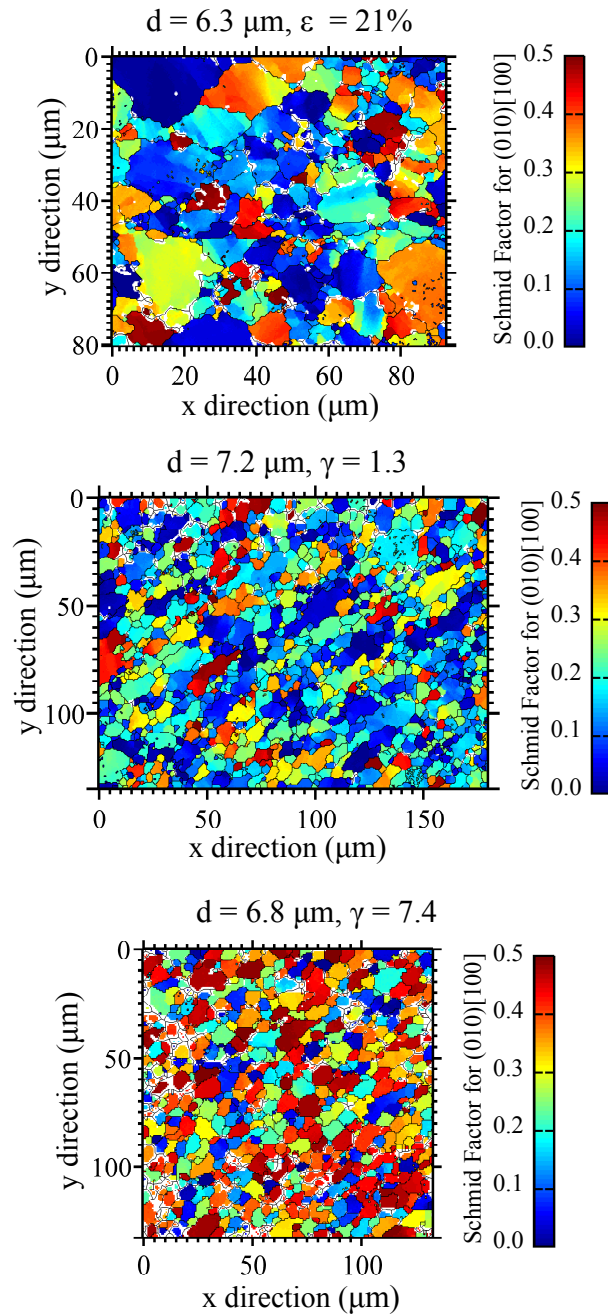 d = 6.3 μm, ε = 21%
0
20
40
60
80
y direction (μm)
0 20 40 60 80
x direction (μm)
Schmid Factor for (010)[100]
0.5
0.4
0.3
0.2
0.1
0.0
d = 7.2 μm, γ = 1.3
0
50
100
y direction (μm)
0 50 100 150
x direction (μm)
Schmid Factor for (010)[100]
0.5
0.4
0.3
0.2
0.1
0.0
d = 6.8 μm, γ = 7.4
0
50
100
y direction (μm)
0 50 100
x direction (μm)
Schmid Factor for (010)[100]
0.5
0.4
0.3
0.2
0.1
0.0